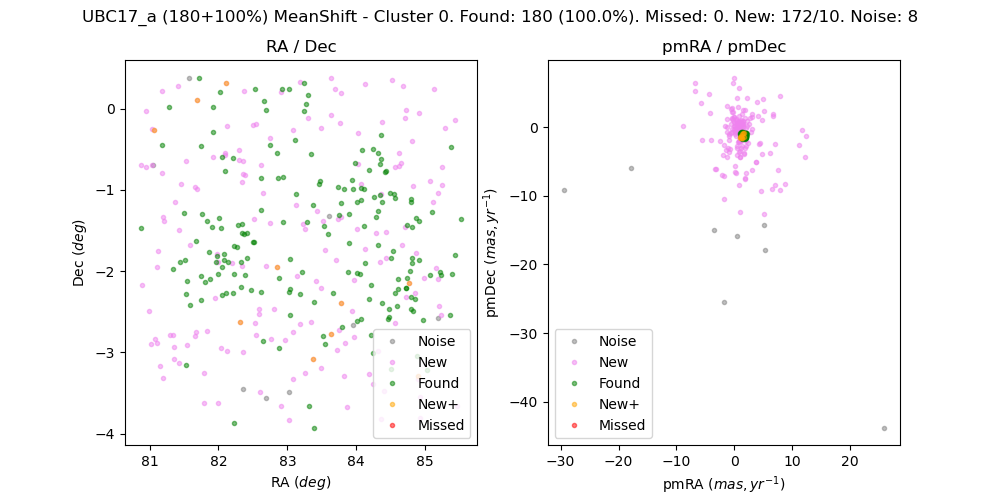 UBC17_a (180+100%) MeanShift - Cluster 0. Found: 180 (100.0%). Missed: 0. New: 172/10. Noise: 8
RA / Dec
Dec (deg)
0
−1
−2
−3
−4
81
82
83
84
85
RA (deg)
Noise
New
Found
New+
Missed
pmRA / pmDec
pmDec (mas, yr⁻¹)
0
−10
−20
−30
−40
−30
−20
−10
0
10
20
pmRA (mas, yr⁻¹)
Noise
New
Found
New+
Missed